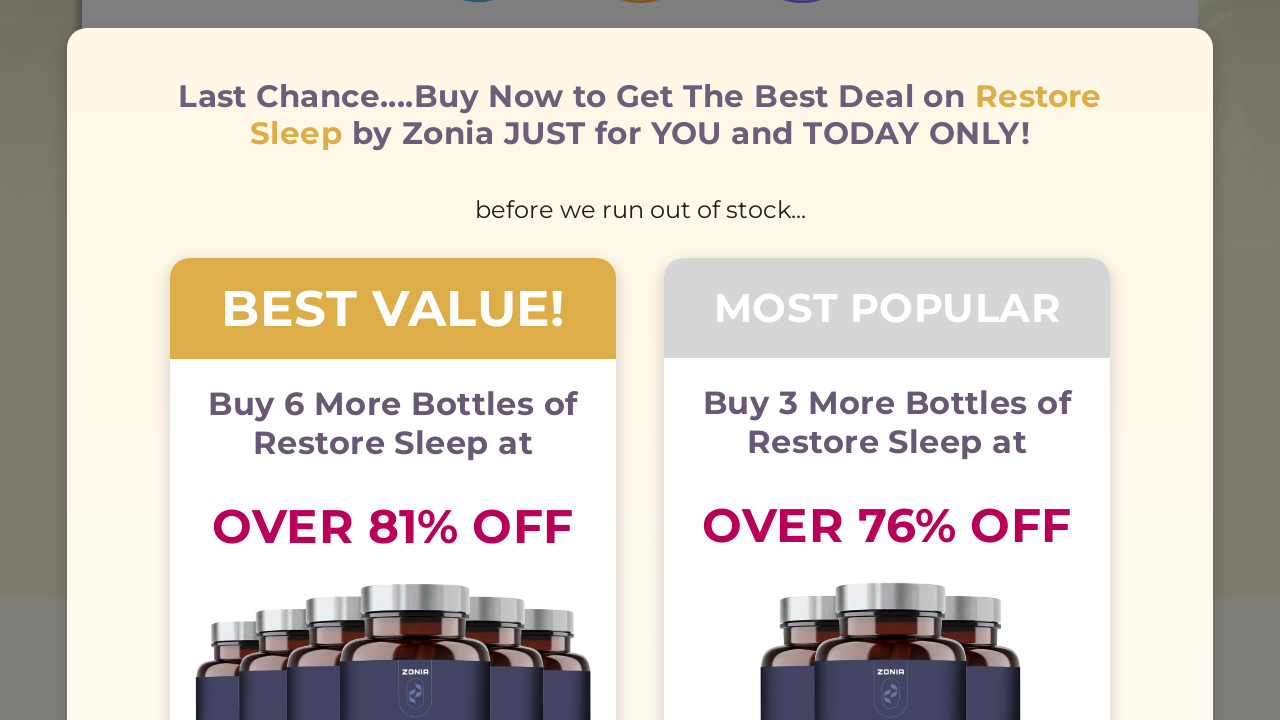 Last Chance....Buy Now to Get The Best Deal on Restore
Sleep by Zonia JUST for YOU and TODAY ONLY!
before we run out of stock...
BEST VALUE!
Buy 6 More Bottles of
Restore Sleep at
OVER 81% OFF
ZONIA
MOST POPULAR
Buy 3 More Bottles of
Restore Sleep at
OVER 76% OFF
ZONIA